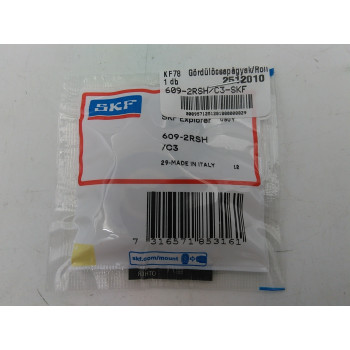 KF78 Gördülőcsapágyak/Roll
1 db 2512010
609-2RSH/C3-SKF
SKF
SKF Explorer
609-2RSH
/C3
29-MADE IN ITALY
7 316571 853161
skf.com/mount